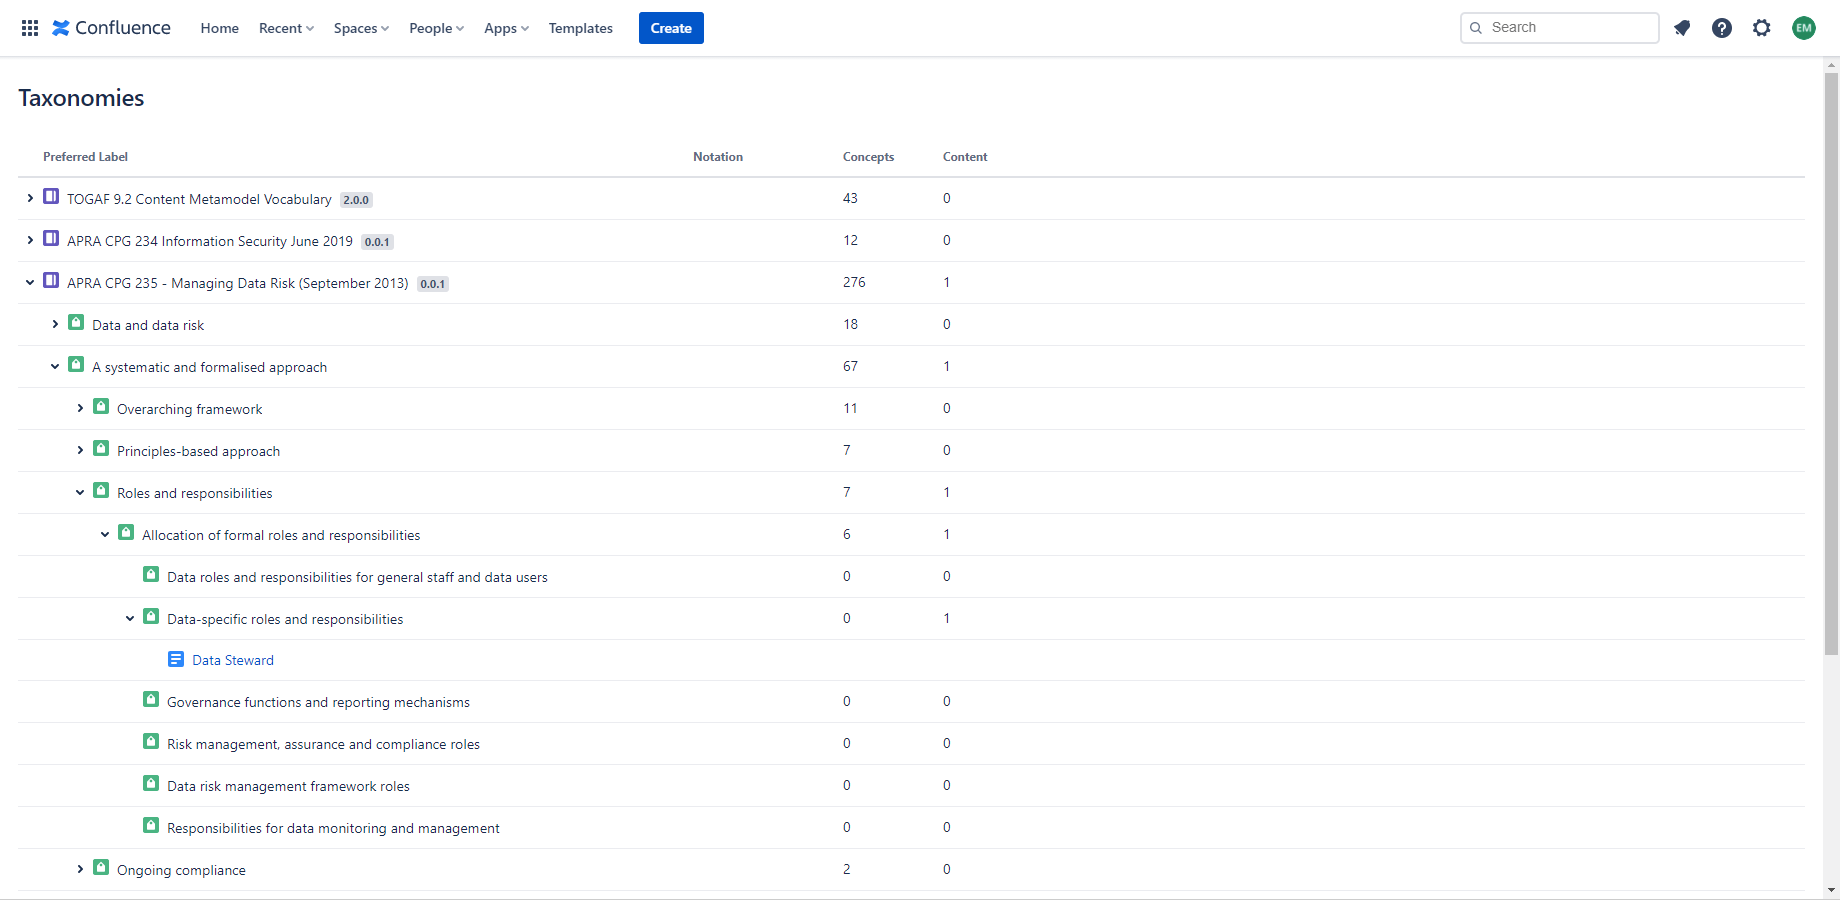 Confluence Home Recent Spaces People Apps Templates Create Search EM
Taxonomies
Preferred Label Notation Concepts Content
TOGAF 9.2 Content Metamodel Vocabulary 2.0.0 43 0
APRA CPG 234 Information Security June 2019 0.0.1 12 0
APRA CPG 235 - Managing Data Risk (September 2013) 0.0.1 276 1
Data and data risk 18 0
A systematic and formalised approach 67 1
Overarching framework 11 0
Principles-based approach 7 0
Roles and responsibilities 7 1
Allocation of formal roles and responsibilities 6 1
Data roles and responsibilities for general staff and data users 0 0
Data-specific roles and responsibilities 0 1
Data Steward
Governance functions and reporting mechanisms 0 0
Risk management, assurance and compliance roles 0 0
Data risk management framework roles 0 0
Responsibilities for data monitoring and management 0 0
Ongoing compliance 2 0